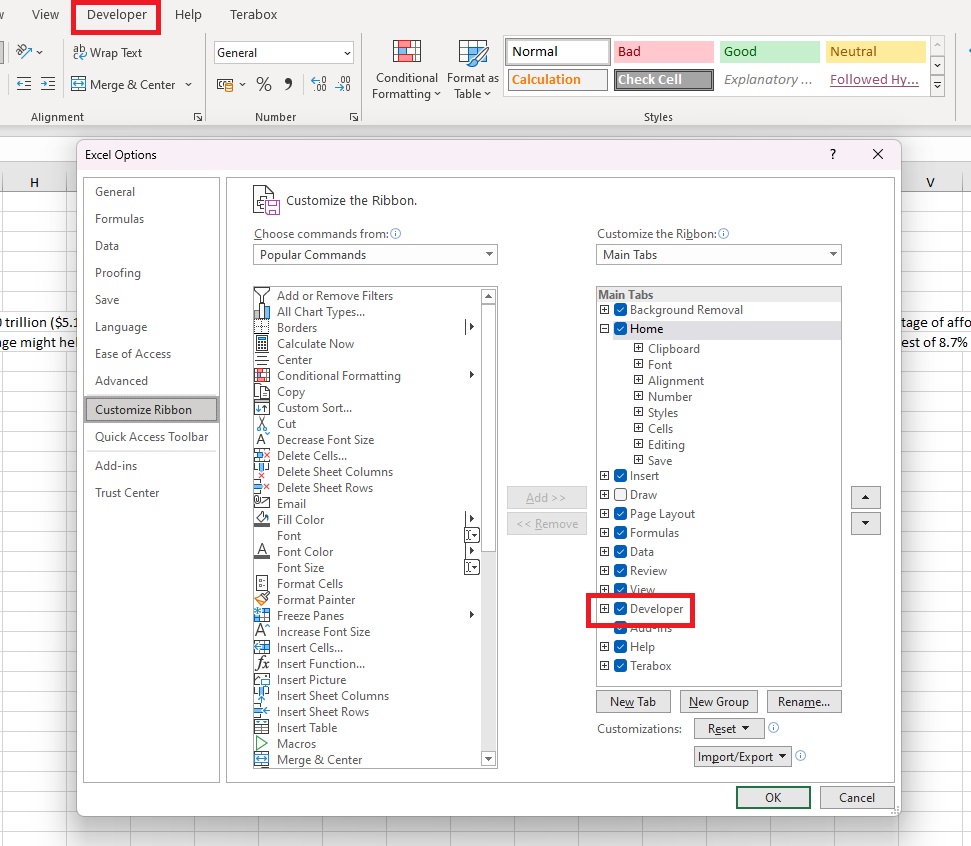 View Developer Help Terabox
ab Wrap Text General Normal Bad Good Neutral
Merge & Center % Conditional Formatting Format as Table Calculation Check Cell Explanatory ... Followed Hy...
Alignment Number Styles
Excel Options ?
H V
General
Formulas
Data
Proofing
Save
Language
Ease of Access
Advanced
Customize Ribbon
Quick Access Toolbar
Add-ins
Trust Center
Customize the Ribbon.
Choose commands from:
Popular Commands
Add or Remove Filters
All Chart Types...
Borders
Calculate Now
Center
Conditional Formatting
Copy
Custom Sort...
Cut
Decrease Font Size
Delete Cells...
Delete Sheet Columns
Delete Sheet Rows
Email
Fill Color
Font
Font Color
Font Size
Format Cells
Format Painter
Freeze Panes
Increase Font Size
Insert Cells...
Insert Function...
Insert Picture
Insert Sheet Columns
Insert Sheet Rows
Insert Table
Macros
Merge & Center
Add >>
<< Remove
Customize the Ribbon:
Main Tabs
Main Tabs
Background Removal
Home
Clipboard
Font
Alignment
Number
Styles
Cells
Editing
Save
Insert
Draw
Page Layout
Formulas
Data
Review
View
Developer
Add-ins
Help
Terabox
New Tab New Group Rename...
Customizations: Reset
Import/Export
OK Cancel
trillion ($5.1
age might hel
tage of affo
est of 8.7%